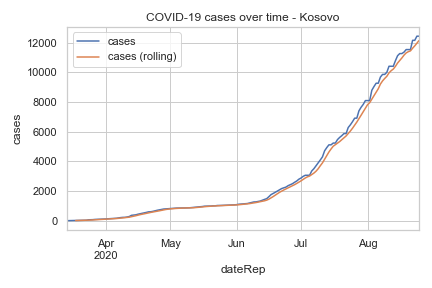 COVID-19 cases over time - Kosovo
cases
cases (rolling)
12000
10000
8000
6000
4000
2000
0
cases
Apr
2020
May
Jun
Jul
Aug
dateRep